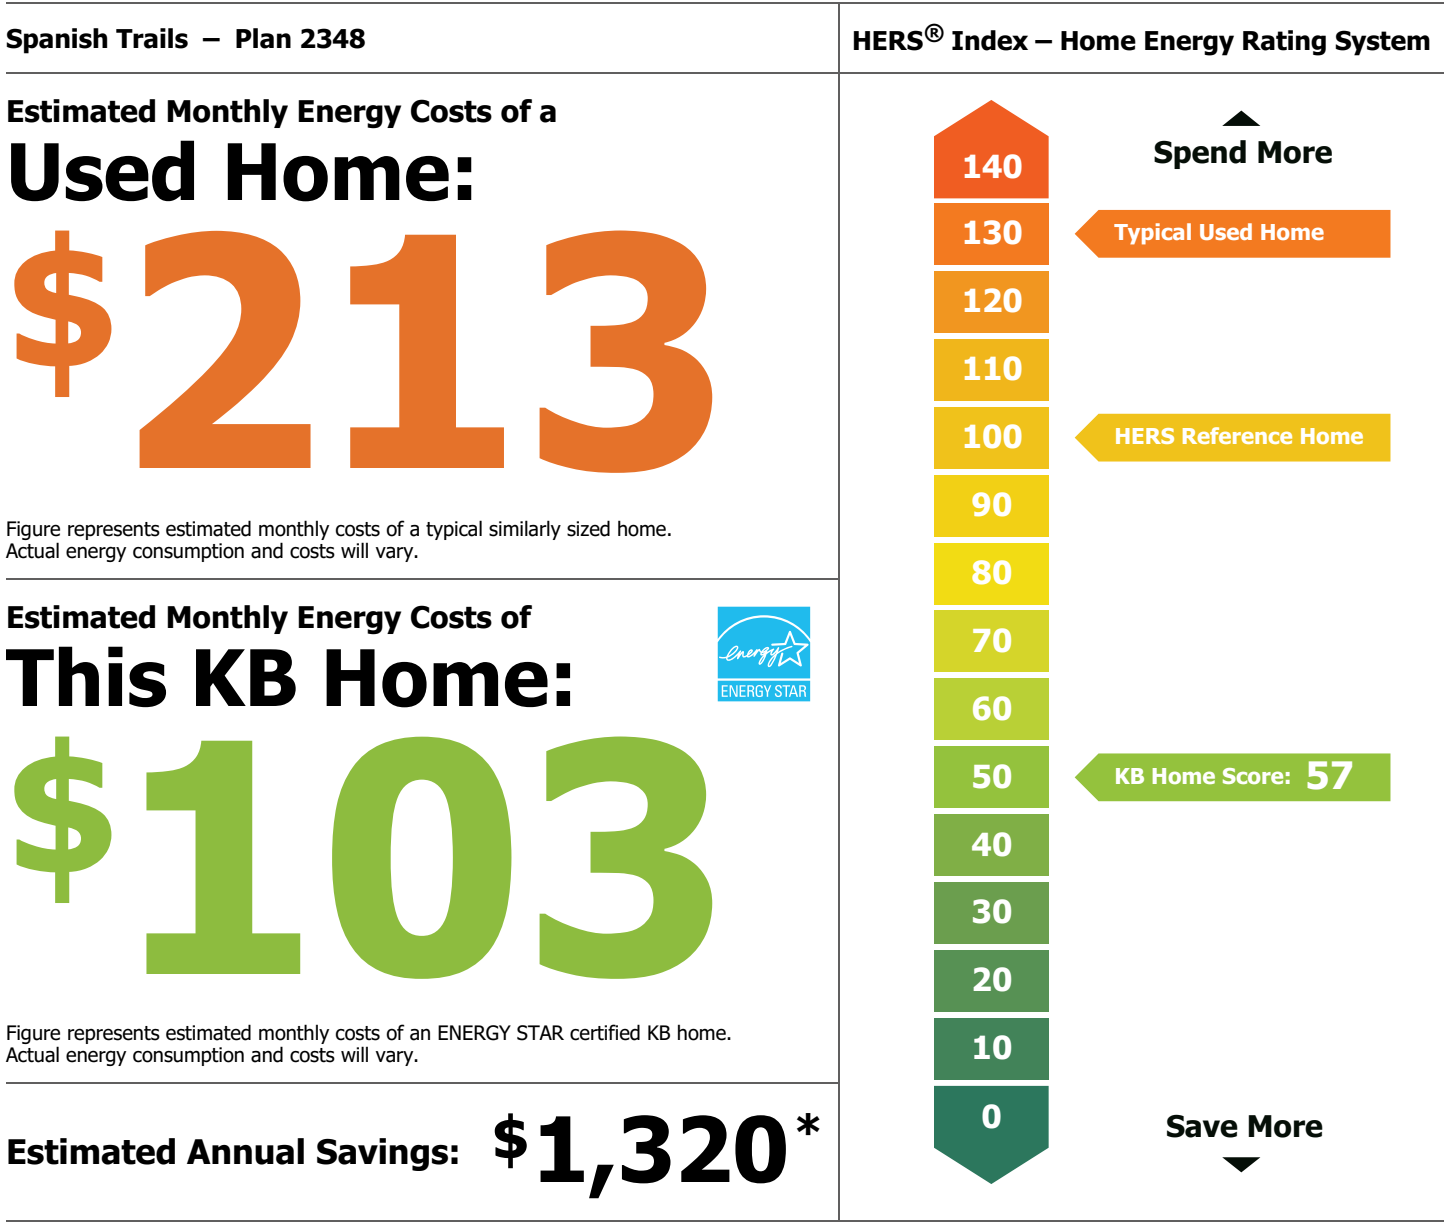 Spanish Trails – Plan 2348
Estimated Monthly Energy Costs of a
Used Home:
$213
Figure represents estimated monthly costs of a typical similarly sized home.
Actual energy consumption and costs will vary.
Estimated Monthly Energy Costs of
This KB Home:
energy
ENERGY STAR
$103
Figure represents estimated monthly costs of an ENERGY STAR certified KB home.
Actual energy consumption and costs will vary.
Estimated Annual Savings: $1,320*
HERS® Index – Home Energy Rating System
Spend More
140
130 Typical Used Home
120
110
100 HERS Reference Home
90
80
70
60
50 KB Home Score: 57
40
30
20
10
0
Save More